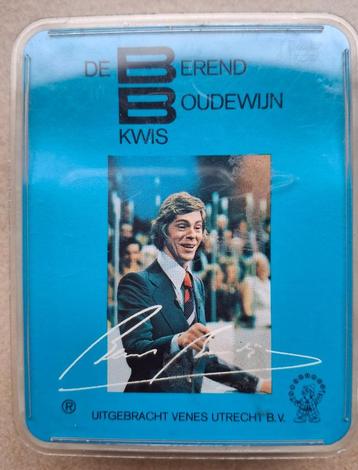 DE BEREND
BOUDEWIJN
KWIS
® UITGEBRACHT VENES UTRECHT B.V.